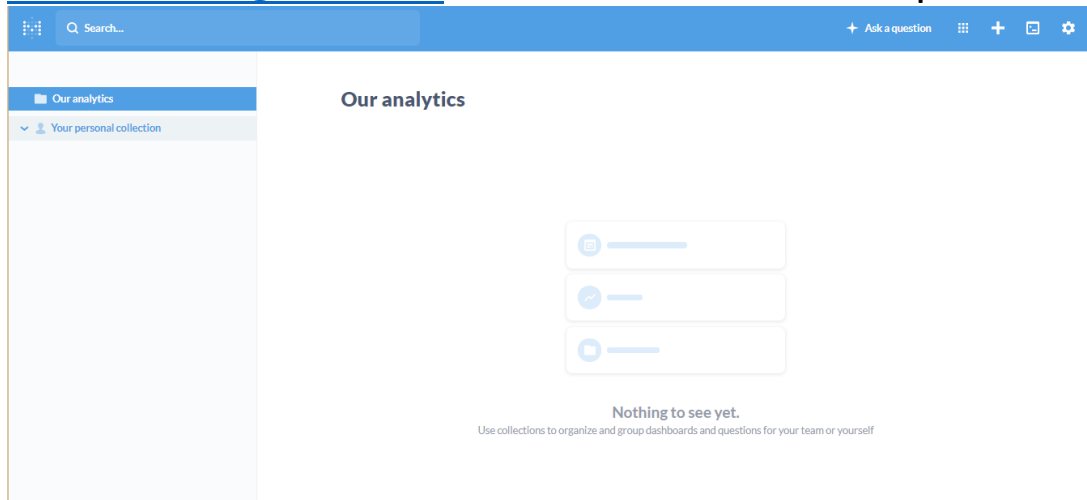 Search...
Ask a question
Our analytics
Your personal collection
Our analytics
Nothing to see yet.
Use collections to organize and group dashboards and questions for your team or yourself